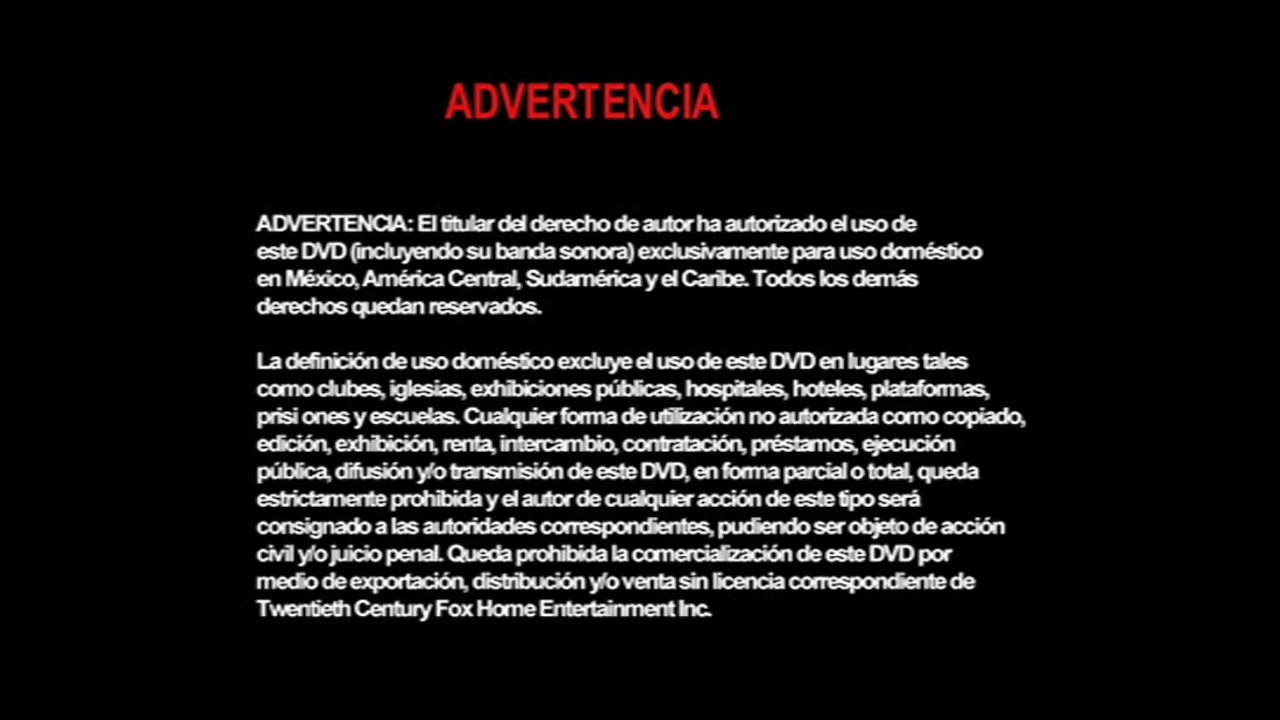 ADVERTENCIA
ADVERTENCIA: El titular del derecho de autor ha autorizado el uso de
este DVD (incluyendo su banda sonora) exclusivamente para uso doméstico
en México, América Central, Sudamérica y el Caribe. Todos los demás
derechos quedan reservados.
La definición de uso doméstico excluye el uso de este DVD en lugares tales
como clubes, iglesias, exhibiciones públicas, hospitales, hoteles, plataformas,
prisi ones y escuelas. Cualquier forma de utilización no autorizada como copiado,
edición, exhibición, renta, intercambio, contratación, préstamos, ejecución
pública, difusión y/o transmisión de este DVD, en forma parcial o total, queda
estrictamente prohibida y el autor de cualquier acción de este tipo será
consignado a las autoridades correspondientes, pudiendo ser objeto de acción
civil y/o juicio penal. Queda prohibida la comercialización de este DVD por
medio de exportación, distribución y/o venta sin licencia correspondiente de
Twentieth Century Fox Home Entertainment Inc.